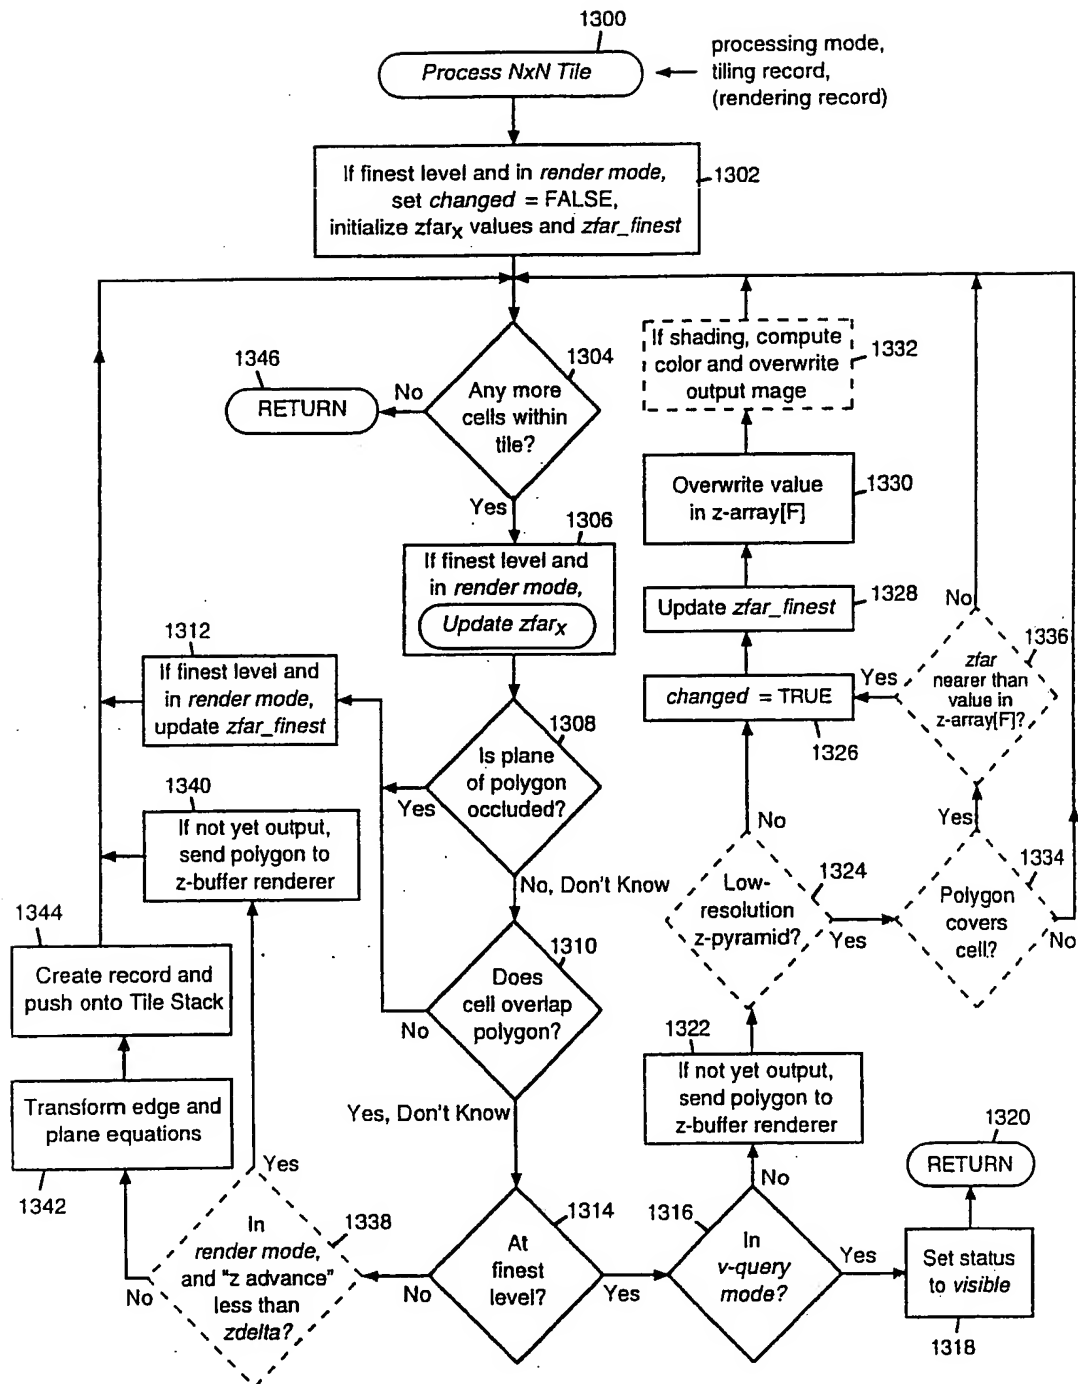 1300
Process NxN Tile
processing mode,
tiling record,
(rendering record)
If finest level and in render mode,
set changed = FALSE,
initialize zfarx values and zfar_finest
1302
1304
Any more
cells within
tile?
No
1346
RETURN
Yes
1306
If finest level and
in render mode,
Update zfarx
1308
Is plane
of polygon
occluded?
Yes
1312
If finest level and
in render mode,
update zfar_finest
No, Don't Know
1310
Does
cell overlap
polygon?
No
Yes, Don't Know
1314
At
finest
level?
No
Yes
1338
In
render mode,
and "z advance"
less than
zdelta?
Yes
No
1340
If not yet output,
send polygon to
z-buffer renderer
1342
Transform edge and
plane equations
1344
Create record and
push onto Tile Stack
1316
In
v-query
mode?
Yes
No
1318
Set status
to visible
1320
RETURN
1322
If not yet output,
send polygon to
z-buffer renderer
1324
Low-
resolution
z-pyramid?
No
Yes
1326
changed = TRUE
1328
Update zfar_finest
1330
Overwrite value
in z-array[F]
1332
If shading, compute
color and overwrite
output mage
1334
Polygon
covers
cell?
Yes
No
1336
zfar
nearer than
value in
z-array[F]?
Yes
No